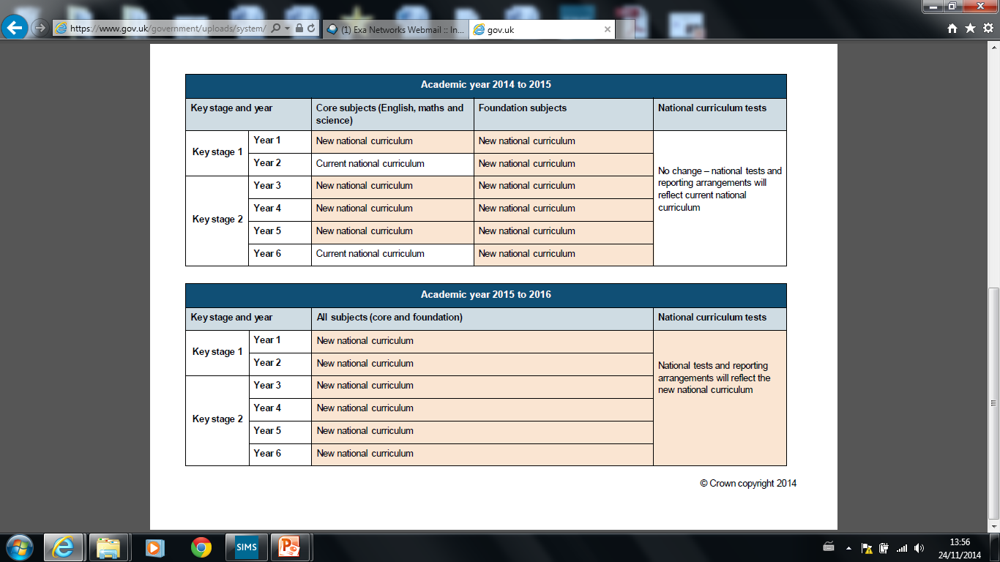 https://www.gov.uk/government/uploads/system/
(1) Exa Networks Webmail :: In...
gov.uk
Academic year 2014 to 2015
Key stage and year
Core subjects (English, maths and
science)
Foundation subjects
National curriculum tests
Key stage 1
Year 1
New national curriculum
New national curriculum
Year 2
Current national curriculum
New national curriculum
Key stage 2
Year 3
New national curriculum
New national curriculum
Year 4
New national curriculum
New national curriculum
Year 5
New national curriculum
New national curriculum
Year 6
Current national curriculum
New national curriculum
No change – national tests and
reporting arrangements will
reflect current national
curriculum
Academic year 2015 to 2016
Key stage and year
All subjects (core and foundation)
National curriculum tests
Key stage 1
Year 1
New national curriculum
Year 2
New national curriculum
Key stage 2
Year 3
New national curriculum
Year 4
New national curriculum
Year 5
New national curriculum
Year 6
New national curriculum
National tests and reporting
arrangements will reflect the
new national curriculum
© Crown copyright 2014
SIMS
13:56
24/11/2014